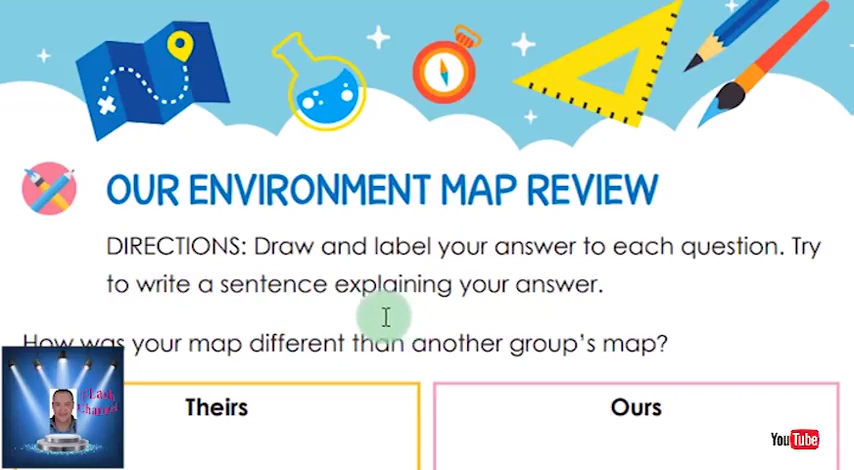 OUR ENVIRONMENT MAP REVIEW
DIRECTIONS: Draw and label your answer to each question. Try
to write a sentence explaining your answer.
How was your map different than another group's map?
Theirs
Ours
YouTube